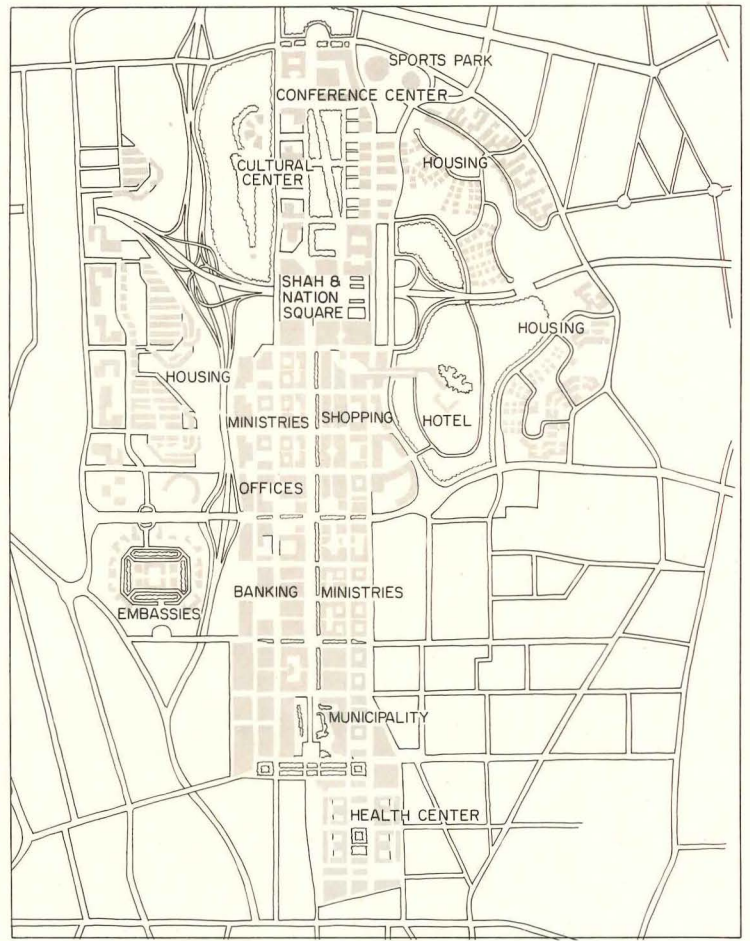 SPORTS PARK
CONFERENCE CENTER
CULTURAL
CENTER
HOUSING
SHAH &
NATION
SQUARE
HOUSING
HOUSING
MINISTRIES
SHOPPING
HOTEL
OFFICES
BANKING
MINISTRIES
EMBASSIES
MUNICIPALITY
HEALTH CENTER